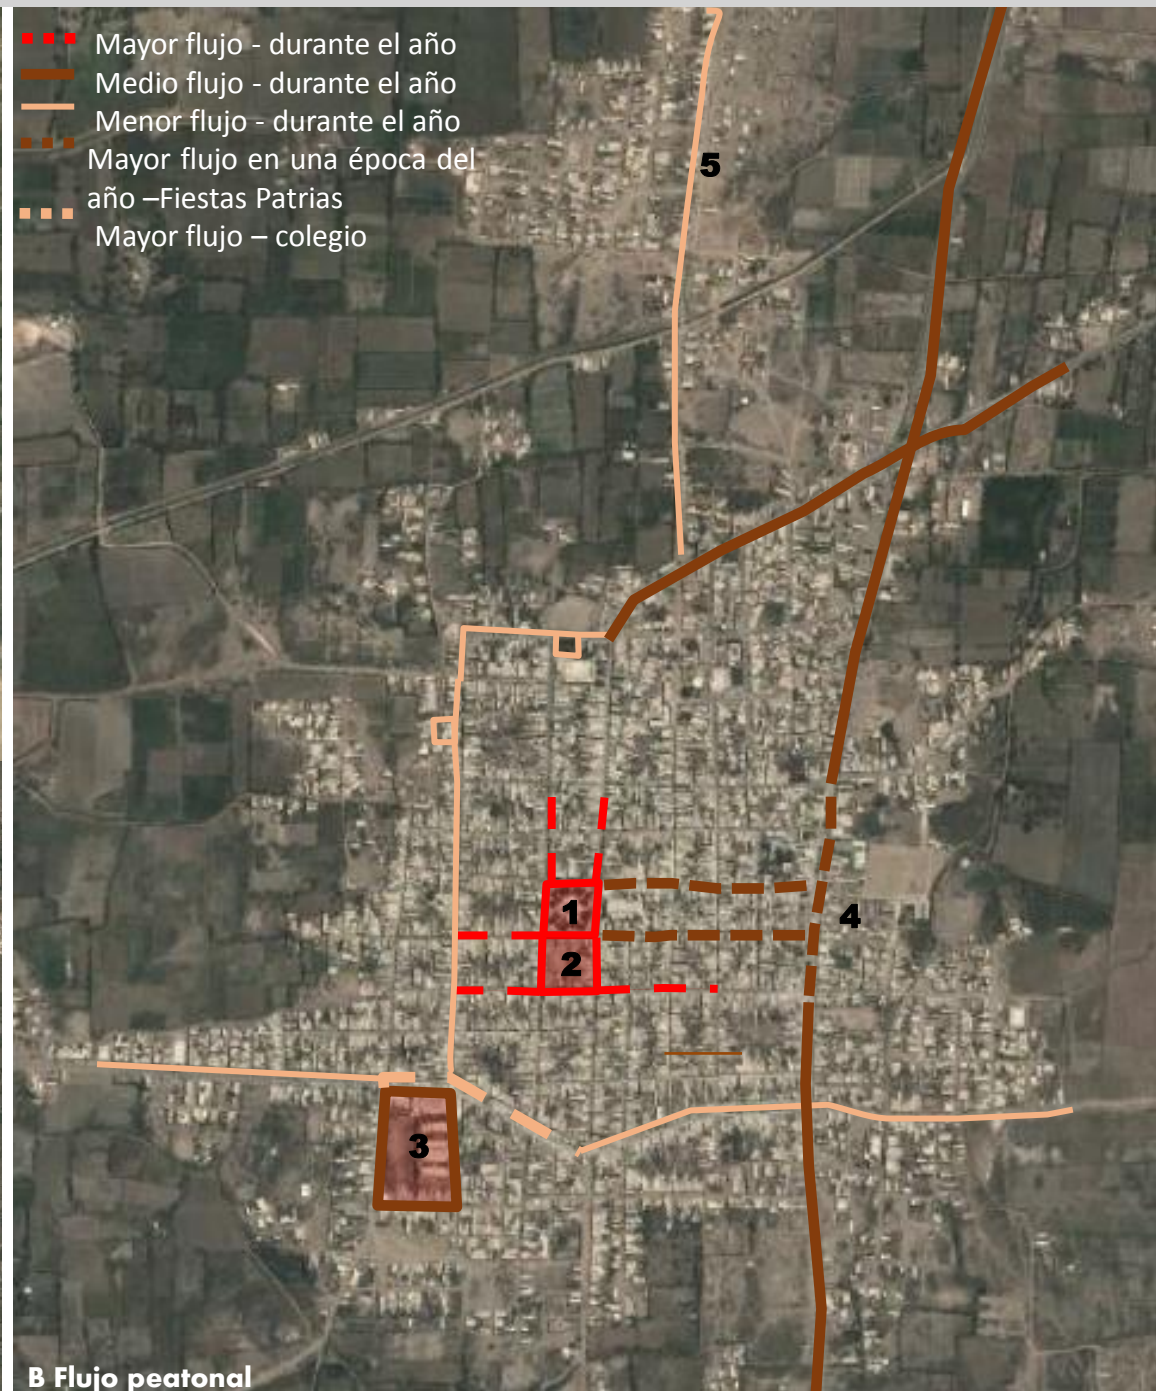 Mayor flujo - durante el año
Medio flujo - durante el año
Menor flujo - durante el año
Mayor flujo en una época del
año –Fiestas Patrias
Mayor flujo – colegio
5
1
4
2
3
B Flujo peatonal